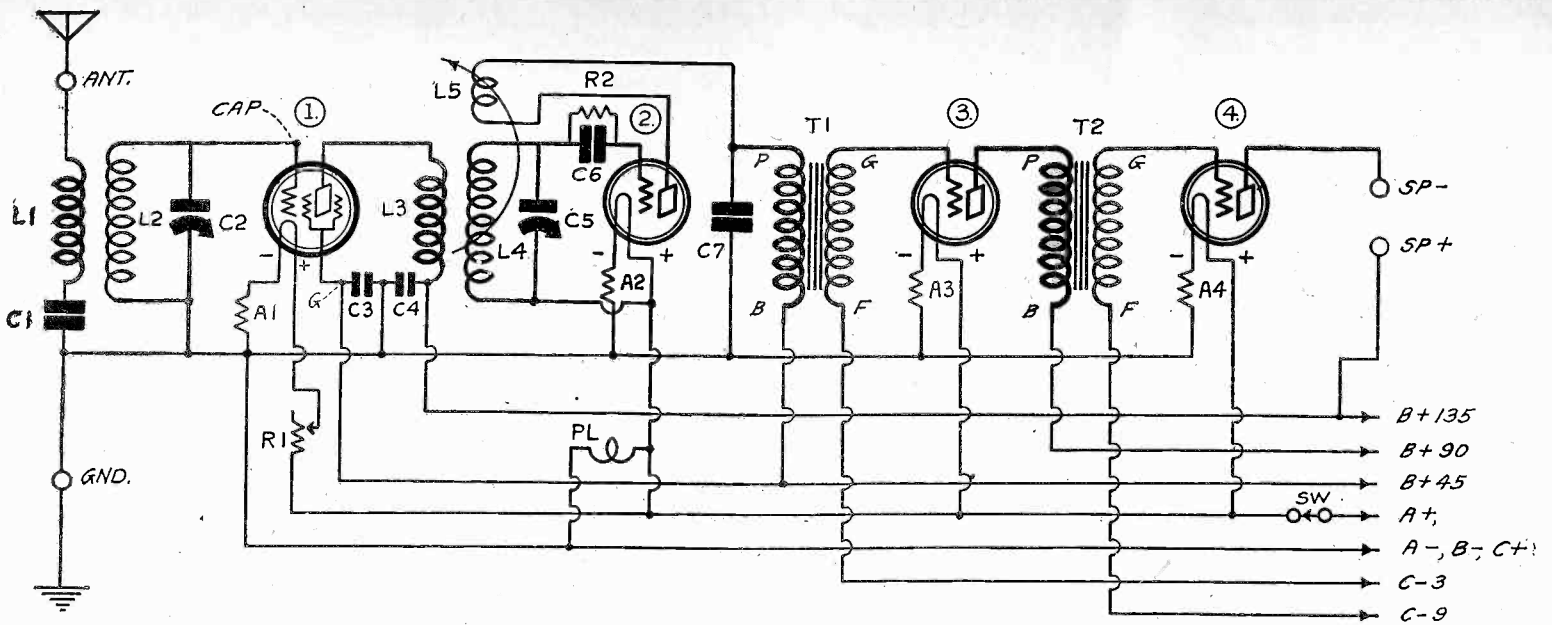 ANT.
CAP
1.
L5
R2
2.
T1
3.
T2
4.
L1
L2
C2
L3
L4
C5
C6
C7
P
G
P
G
SP-
SP+
- +
- +
- +
- +
C1
A1
G
C3
C4
A2
B
F
A3
B
F
A4
R1
PL
GND.
B+135
B+90
B+45
SW
A+,
A-, B-, C+
C-3
C-9